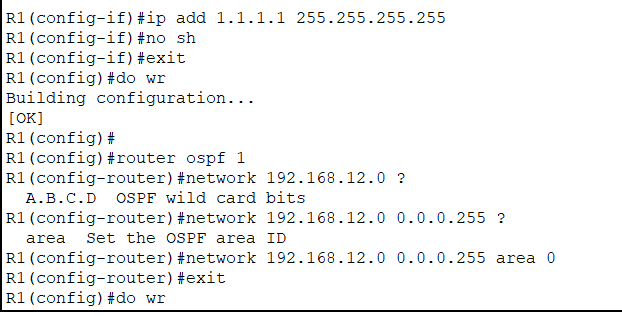 R1(config-if)#ip add 1.1.1.1 255.255.255.255
R1(config-if)#no sh
R1(config-if)#exit
R1(config)#do wr
Building configuration...
[OK]
R1(config)#
R1(config)#router ospf 1
R1(config-router)#network 192.168.12.0 ?
  A.B.C.D  OSPF wild card bits
R1(config-router)#network 192.168.12.0 0.0.0.255 ?
  area  Set the OSPF area ID
R1(config-router)#network 192.168.12.0 0.0.0.255 area 0
R1(config-router)#exit
R1(config)#do wr